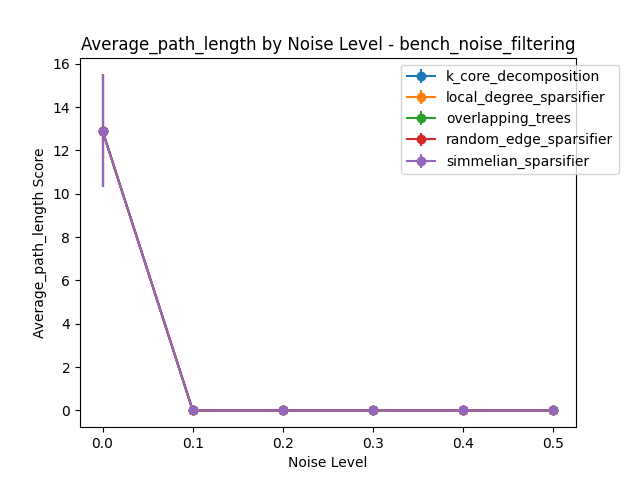 Average_path_length by Noise Level - bench_noise_filtering
Average_path_length Score
16
14
12
10
8
6
4
2
0
k_core_decomposition
local_degree_sparsifier
overlapping_trees
random_edge_sparsifier
simmelian_sparsifier
0.0 0.1 0.2 0.3 0.4 0.5
Noise Level